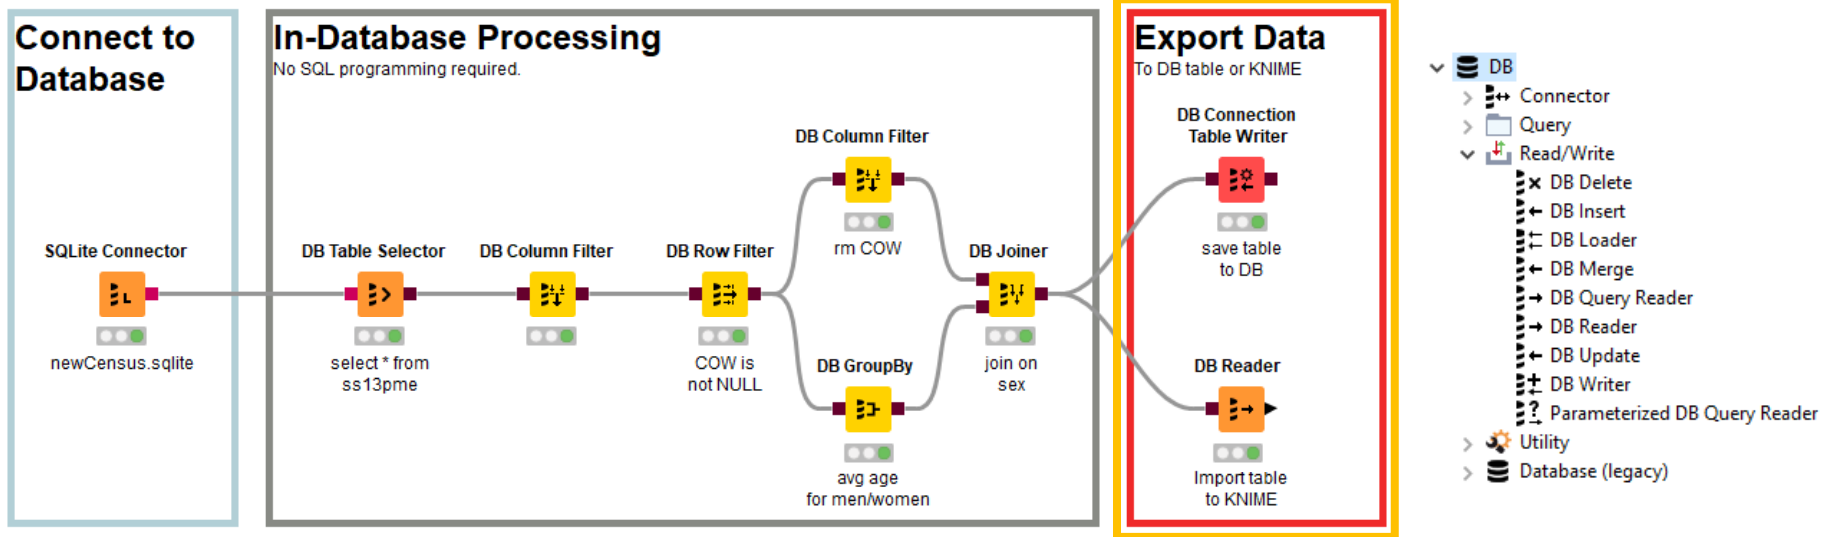 Connect to
Database
SQLite Connector
newCensus.sqlite
In-Database Processing
No SQL programming required.
DB Table Selector
select * from
ss13pme
DB Column Filter
DB Row Filter
COW is
not NULL
DB Column Filter
rm COW
DB GroupBy
avg age
for men/women
DB Joiner
join on
sex
Export Data
To DB table or KNIME
DB Connection
Table Writer
save table
to DB
DB Reader
Import table
to KNIME
DB
Connector
Query
Read/Write
DB Delete
DB Insert
DB Loader
DB Merge
DB Query Reader
DB Reader
DB Update
DB Writer
Parameterized DB Query Reader
Utility
Database (legacy)